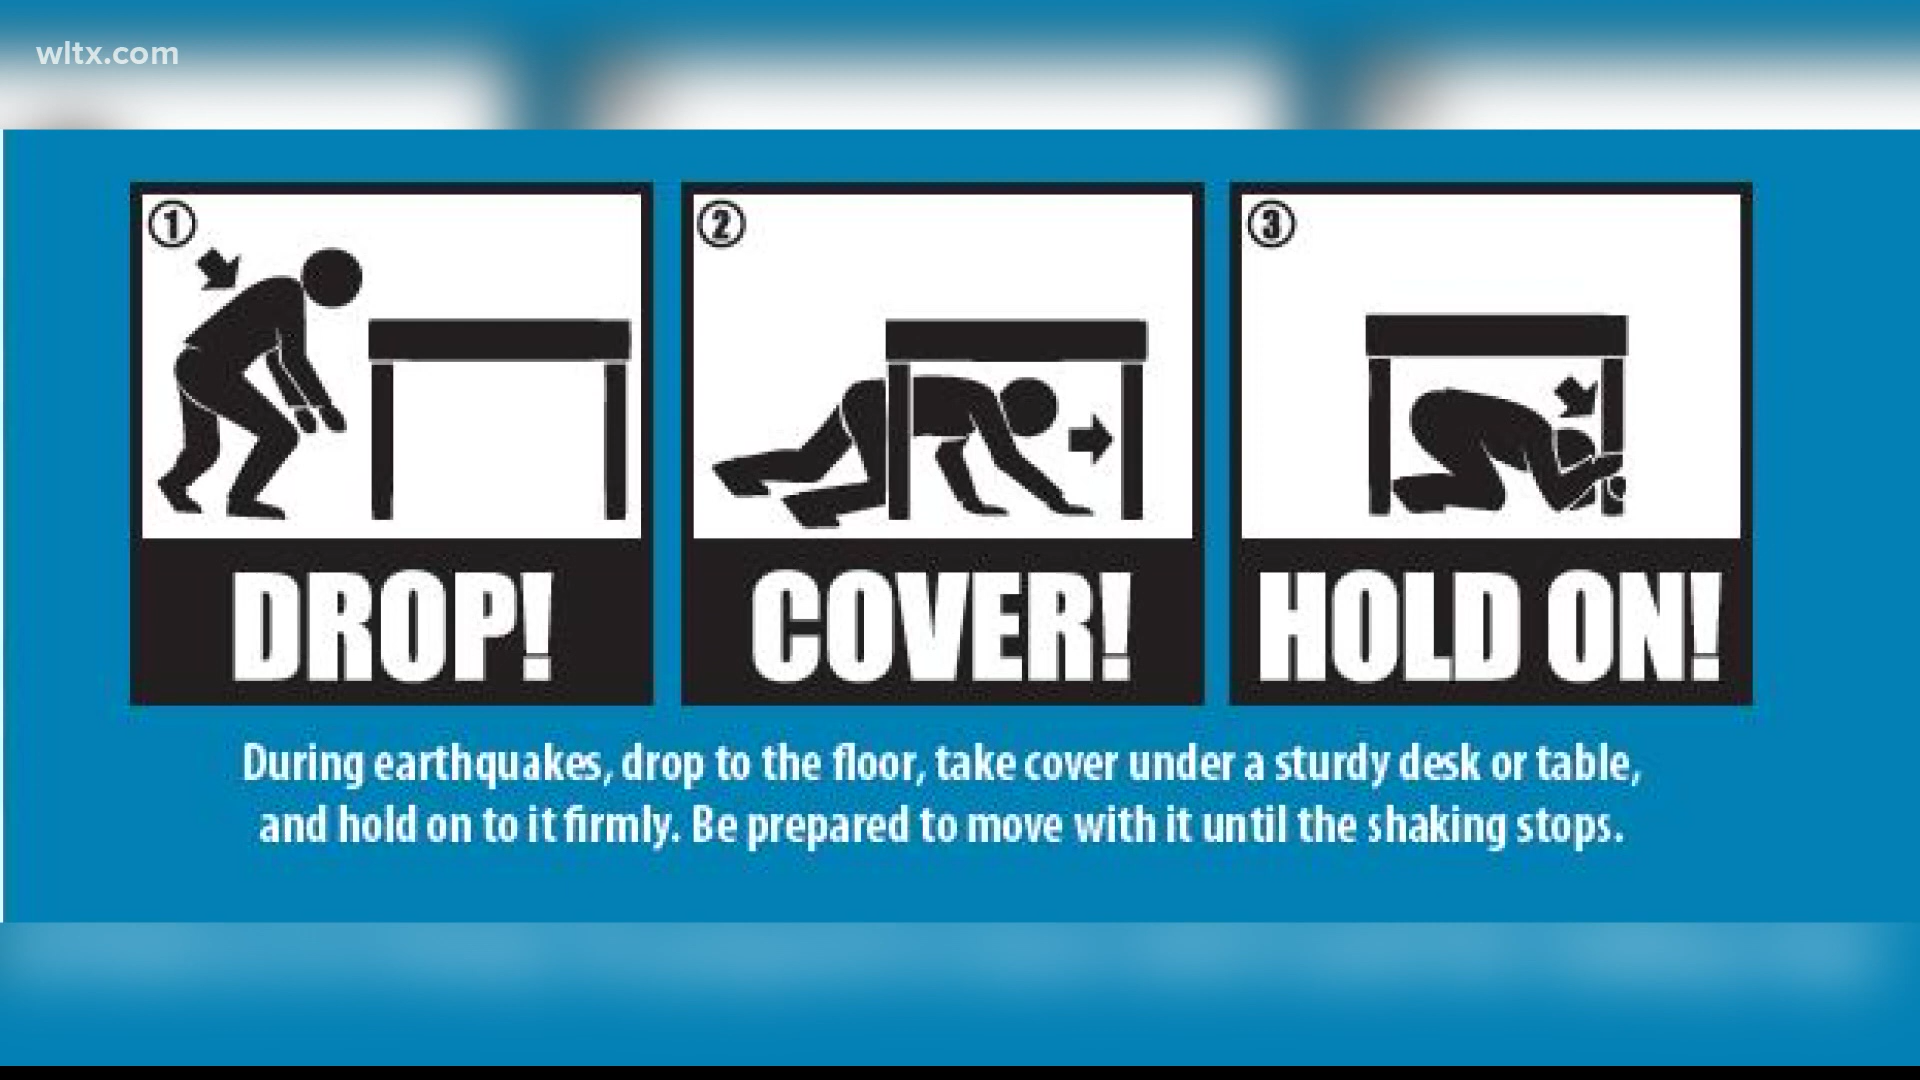 wltx.com
1
2
3
DROP!
COVER!
HOLD ON!
During earthquakes, drop to the floor, take cover under a sturdy desk or table,
and hold on to it firmly. Be prepared to move with it until the shaking stops.